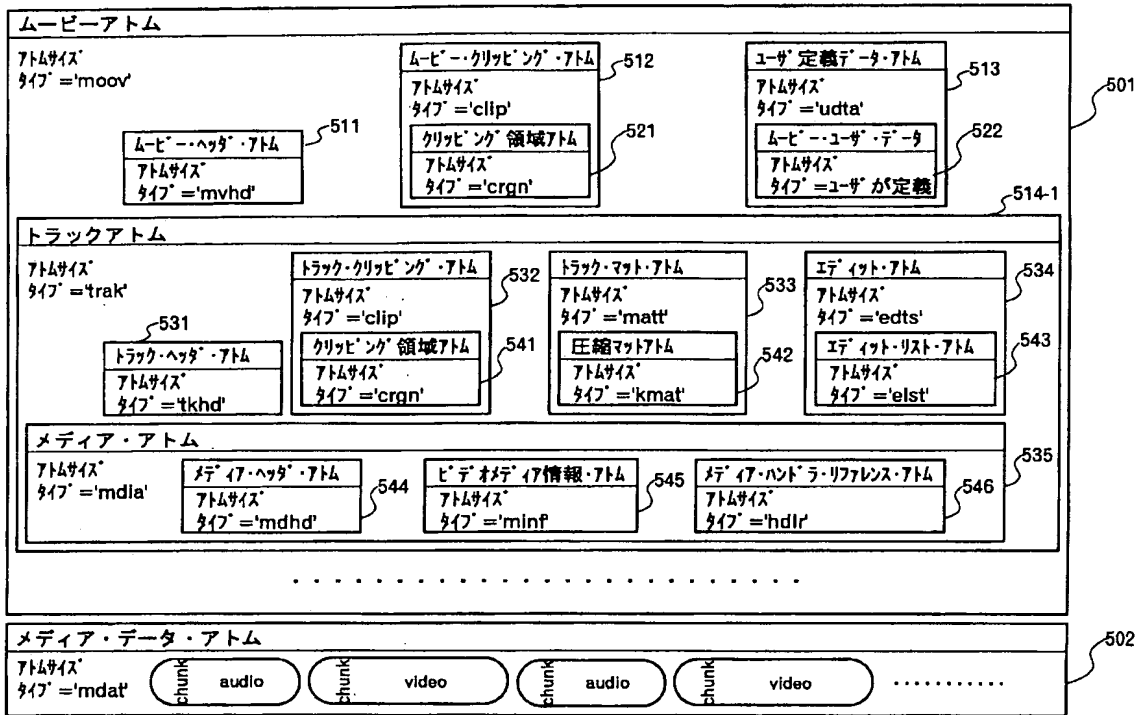 ムービーアトム
アトムサイズ
タイプ='moov'
ムービー・ヘッダ・アトム
アトムサイズ
タイプ='mvhd'
511
ムービー・クリッピング・アトム
アトムサイズ
タイプ='clip'
512
クリッピング領域アトム
アトムサイズ
タイプ='crgn'
521
ユーザ定義データ・アトム
アトムサイズ
タイプ='udta'
513
ムービー・ユーザ・データ
アトムサイズ
タイプ=ユーザが定義
522
501
514-1
トラックアトム
アトムサイズ
タイプ='trak'
531
トラック・ヘッダ・アトム
アトムサイズ
タイプ='tkhd'
トラック・クリッピング・アトム
アトムサイズ
タイプ='clip'
532
クリッピング領域アトム
アトムサイズ
タイプ='crgn'
541
トラック・マット・アトム
アトムサイズ
タイプ='matt'
533
圧縮マットアトム
アトムサイズ
タイプ='kmat'
542
エディット・アトム
アトムサイズ
タイプ='edts'
534
エディット・リスト・アトム
アトムサイズ
タイプ='elst'
543
メディア・アトム
アトムサイズ
タイプ='mdia'
535
メディア・ヘッダ・アトム
アトムサイズ
タイプ='mdhd'
544
ビデオメディア情報・アトム
アトムサイズ
タイプ='minf'
545
メディア・ハンドラ・リファレンス・アトム
アトムサイズ
タイプ='hdlr'
546
メディア・データ・アトム
アトムサイズ
タイプ='mdat'
chunk audio
chunk video
chunk audio
chunk video
502